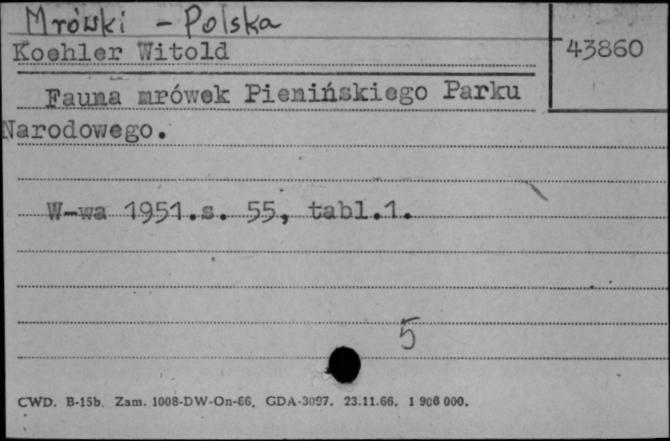 Mrówki - Polska
Koehler Witold
43860
Fauna mrówek Pienińskiego Parku
Narodowego.
W-wa 1951.s. 55, tabl.1.
5
CWD. B-15b. Zam. 1008-DW-On-66. GDA-3097. 23.11.66. 1 908 000.